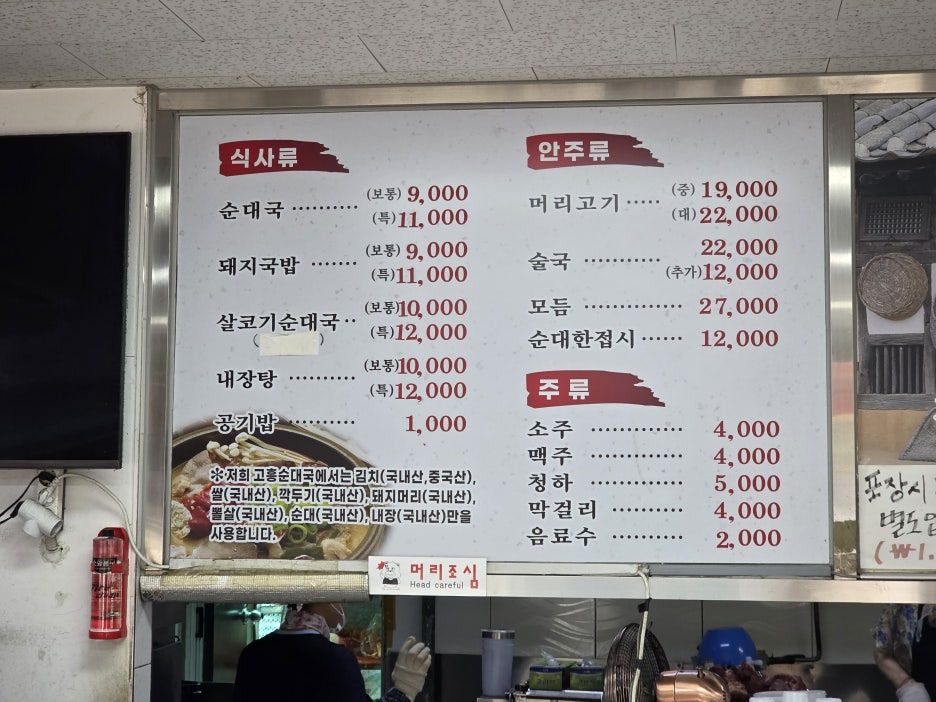 식사류
순대국 ·········· (보통) 9,000
(특) 11,000
돼지국밥 ······· (보통) 9,000
(특) 11,000
살코기순대국 ·· (보통) 10,000
( ) (특) 12,000
내장탕 ·········· (보통) 10,000
(특) 12,000
공기밥 ············ 1,000
※저희 고흥순대국에서는 김치(국내산, 중국산),
쌀(국내산), 깍두기(국내산), 돼지머리(국내산),
뽈살(국내산), 순대(국내산), 내장(국내산)만을
사용합니다.
안주류
머리고기 ····· (중) 19,000
(대) 22,000
술국 ··········· 22,000
(추가) 12,000
모듬 ·············· 27,000
순대한접시 ······ 12,000
주 류
소주 ············· 4,000
맥주 ············· 4,000
청하 ············· 5,000
막걸리 ·········· 4,000
음료수 ·········· 2,000
머리조심
Head careful
포장시
별도
(₩1.